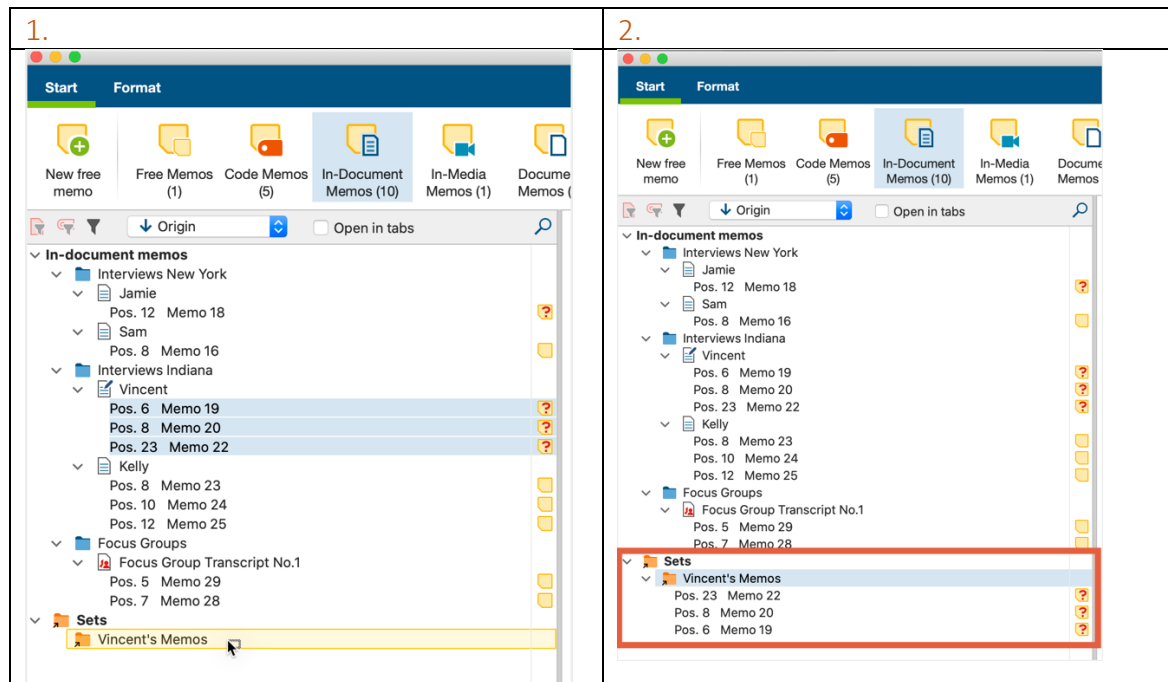 1.
Start Format
New free memo
Free Memos (1)
Code Memos (5)
In-Document Memos (10)
In-Media Memos (1)
Docume
Memos (
Origin
Open in tabs
In-document memos
Interviews New York
Jamie
Pos. 12 Memo 18
Sam
Pos. 8 Memo 16
Interviews Indiana
Vincent
Pos. 6 Memo 19
Pos. 8 Memo 20
Pos. 23 Memo 22
Kelly
Pos. 8 Memo 23
Pos. 10 Memo 24
Pos. 12 Memo 25
Focus Groups
Focus Group Transcript No.1
Pos. 5 Memo 29
Pos. 7 Memo 28
Sets
Vincent's Memos
2.
Start Format
New free memo
Free Memos (1)
Code Memos (5)
In-Document Memos (10)
In-Media Memos (1)
Docume
Memos
Origin
Open in tabs
In-document memos
Interviews New York
Jamie
Pos. 12 Memo 18
Sam
Pos. 8 Memo 16
Interviews Indiana
Vincent
Pos. 6 Memo 19
Pos. 8 Memo 20
Pos. 23 Memo 22
Kelly
Pos. 8 Memo 23
Pos. 10 Memo 24
Pos. 12 Memo 25
Focus Groups
Focus Group Transcript No.1
Pos. 5 Memo 29
Pos. 7 Memo 28
Sets
Vincent's Memos
Pos. 23 Memo 22
Pos. 8 Memo 20
Pos. 6 Memo 19